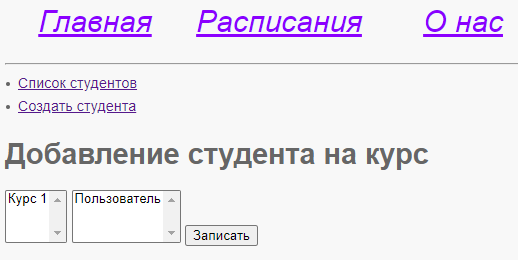 Главная Расписания О нас
Список студентов
Создать студента
Добавление студента на курс
Курс 1 Пользователь Записать